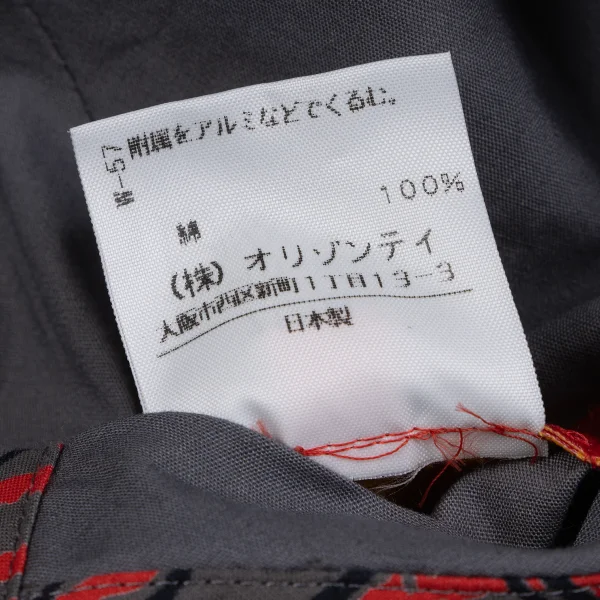 W-57
附属をアルミなどでくるむ。
綿 100%
(株) オリゾンティ
大阪市西区新町1丁目13-3
日本製